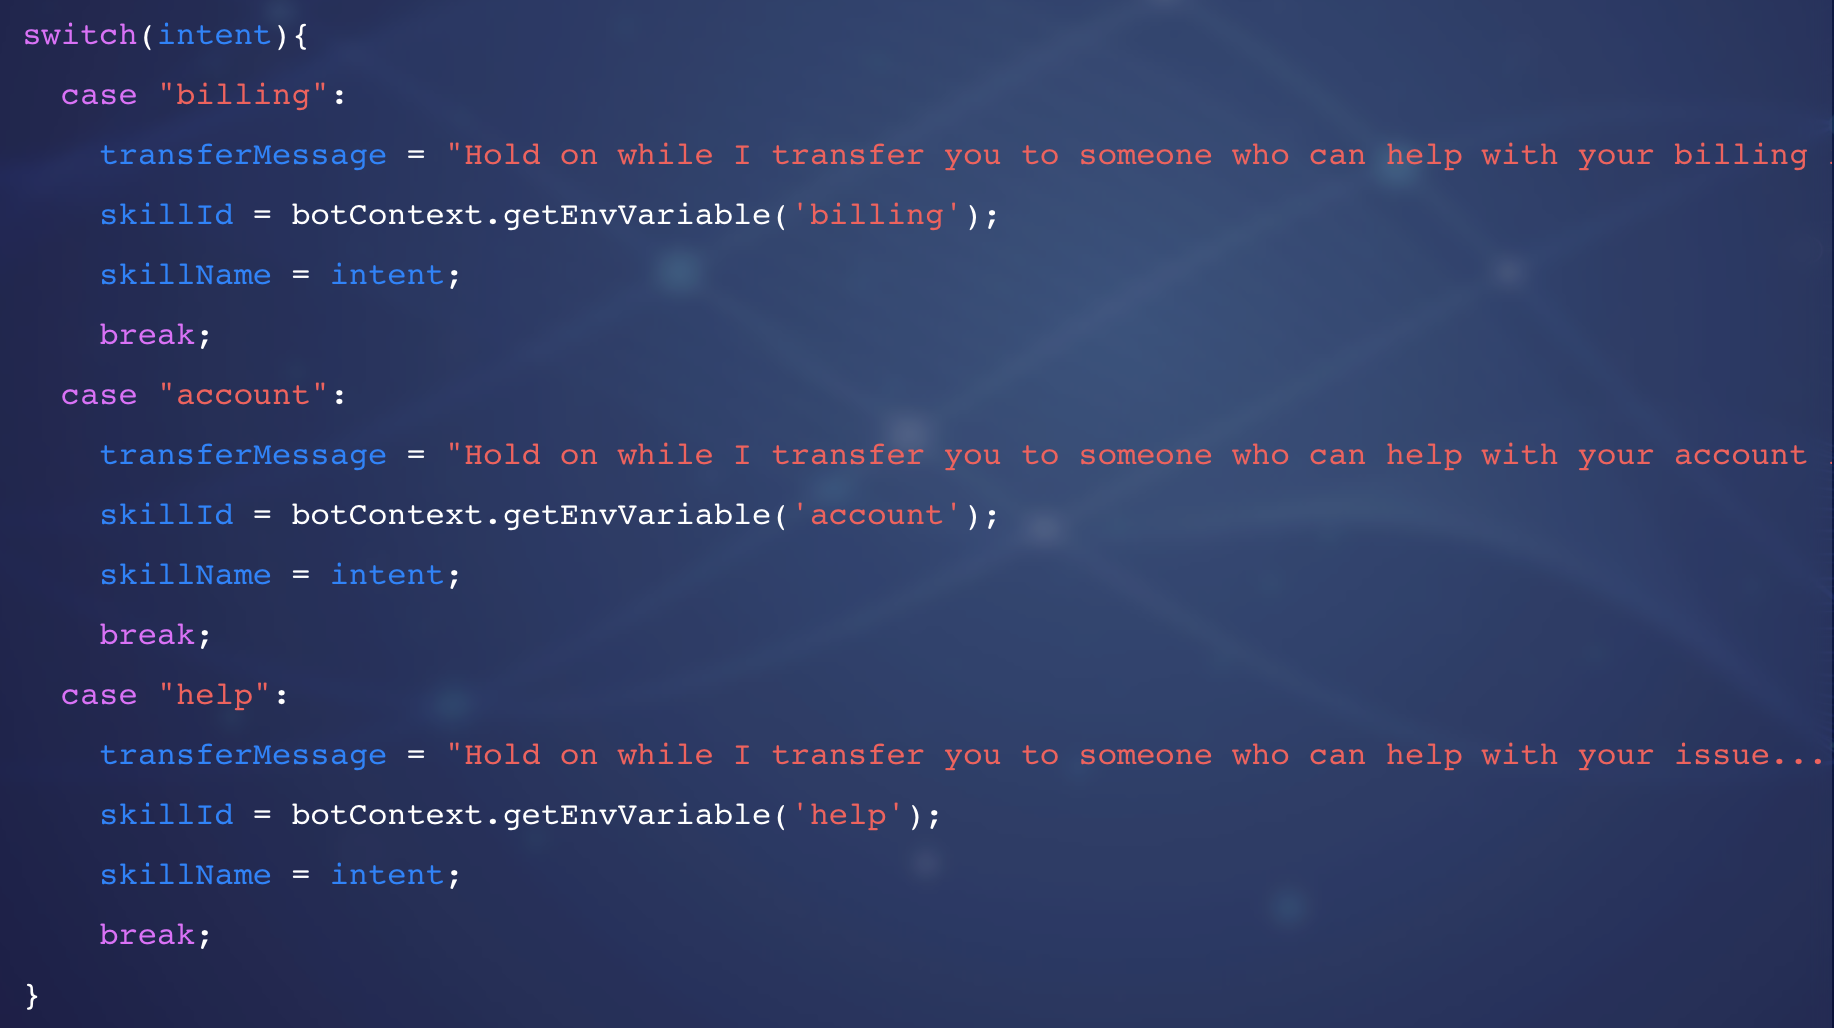 switch(intent){
  case "billing":
    transferMessage = "Hold on while I transfer you to someone who can help with your billing
    skillId = botContext.getEnvVariable('billing');
    skillName = intent;
    break;
  case "account":
    transferMessage = "Hold on while I transfer you to someone who can help with your account
    skillId = botContext.getEnvVariable('account');
    skillName = intent;
    break;
  case "help":
    transferMessage = "Hold on while I transfer you to someone who can help with your issue...
    skillId = botContext.getEnvVariable('help');
    skillName = intent;
    break;
}